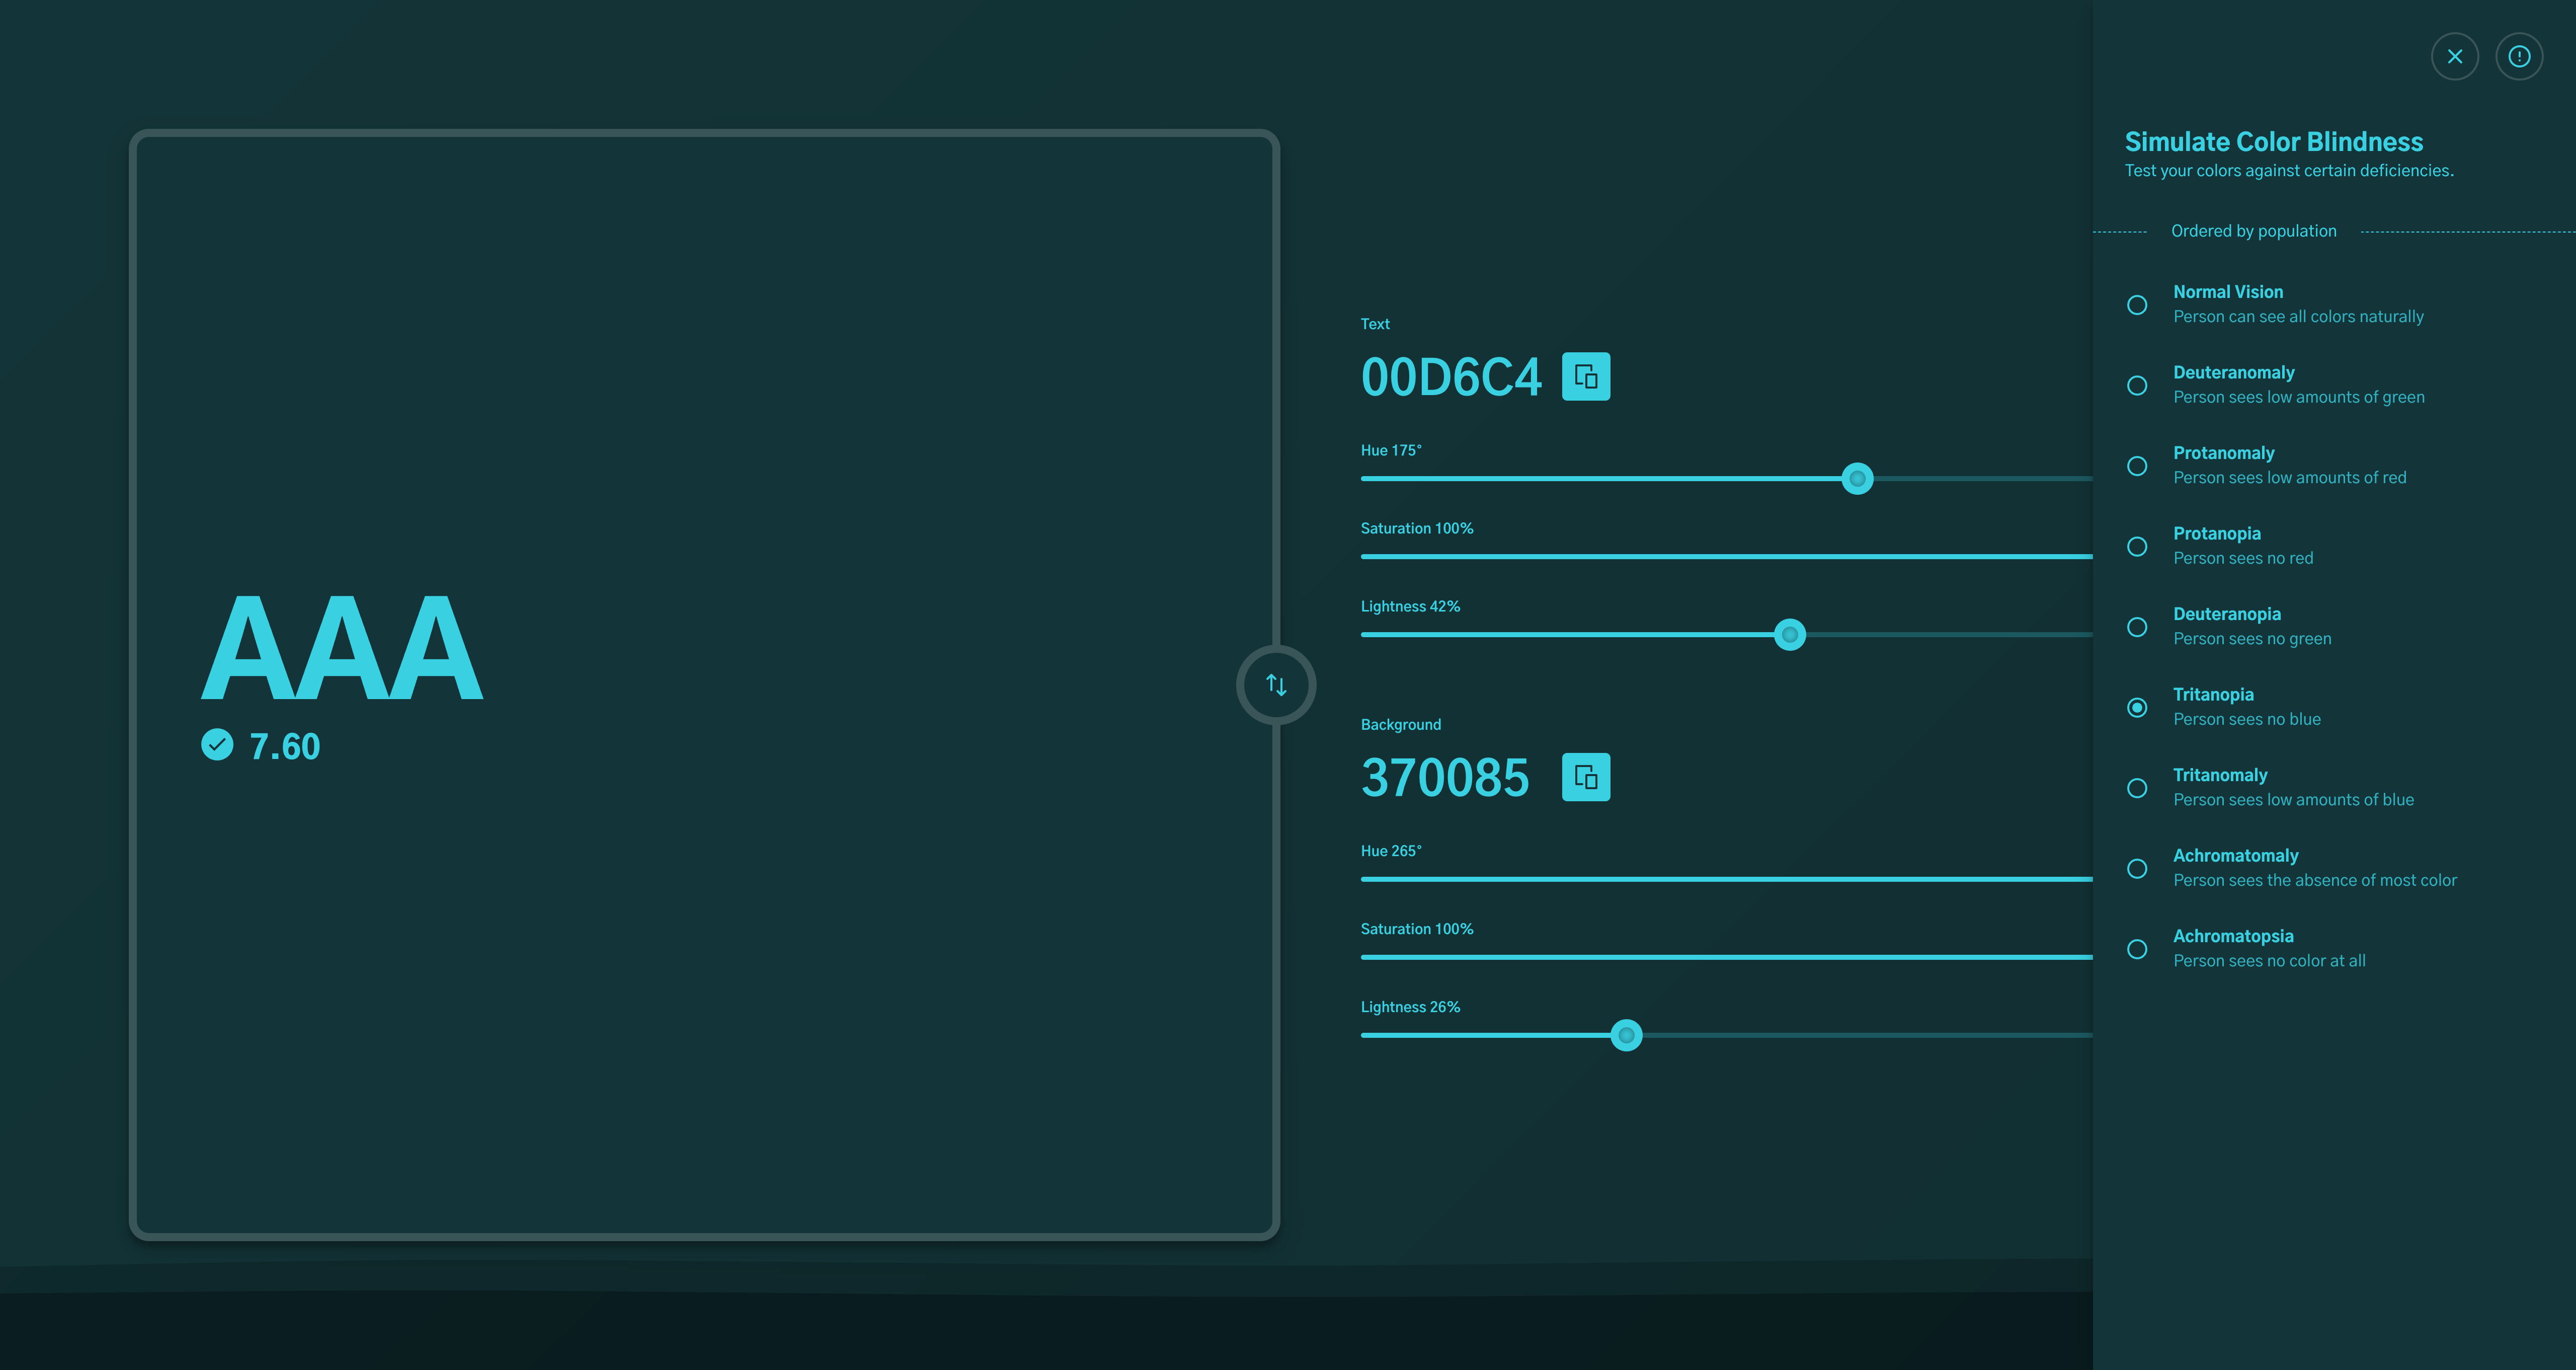 AAA
7.60
Text
00D6C4
Hue 175°
Saturation 100%
Lightness 42%
Background
370085
Hue 265°
Saturation 100%
Lightness 26%
Simulate Color Blindness
Test your colors against certain deficiencies.
Ordered by population
Normal Vision
Person can see all colors naturally
Deuteranomaly
Person sees low amounts of green
Protanomaly
Person sees low amounts of red
Protanopia
Person sees no red
Deuteranopia
Person sees no green
Tritanopia
Person sees no blue
Tritanomaly
Person sees low amounts of blue
Achromatomaly
Person sees the absence of most color
Achromatopsia
Person sees no color at all